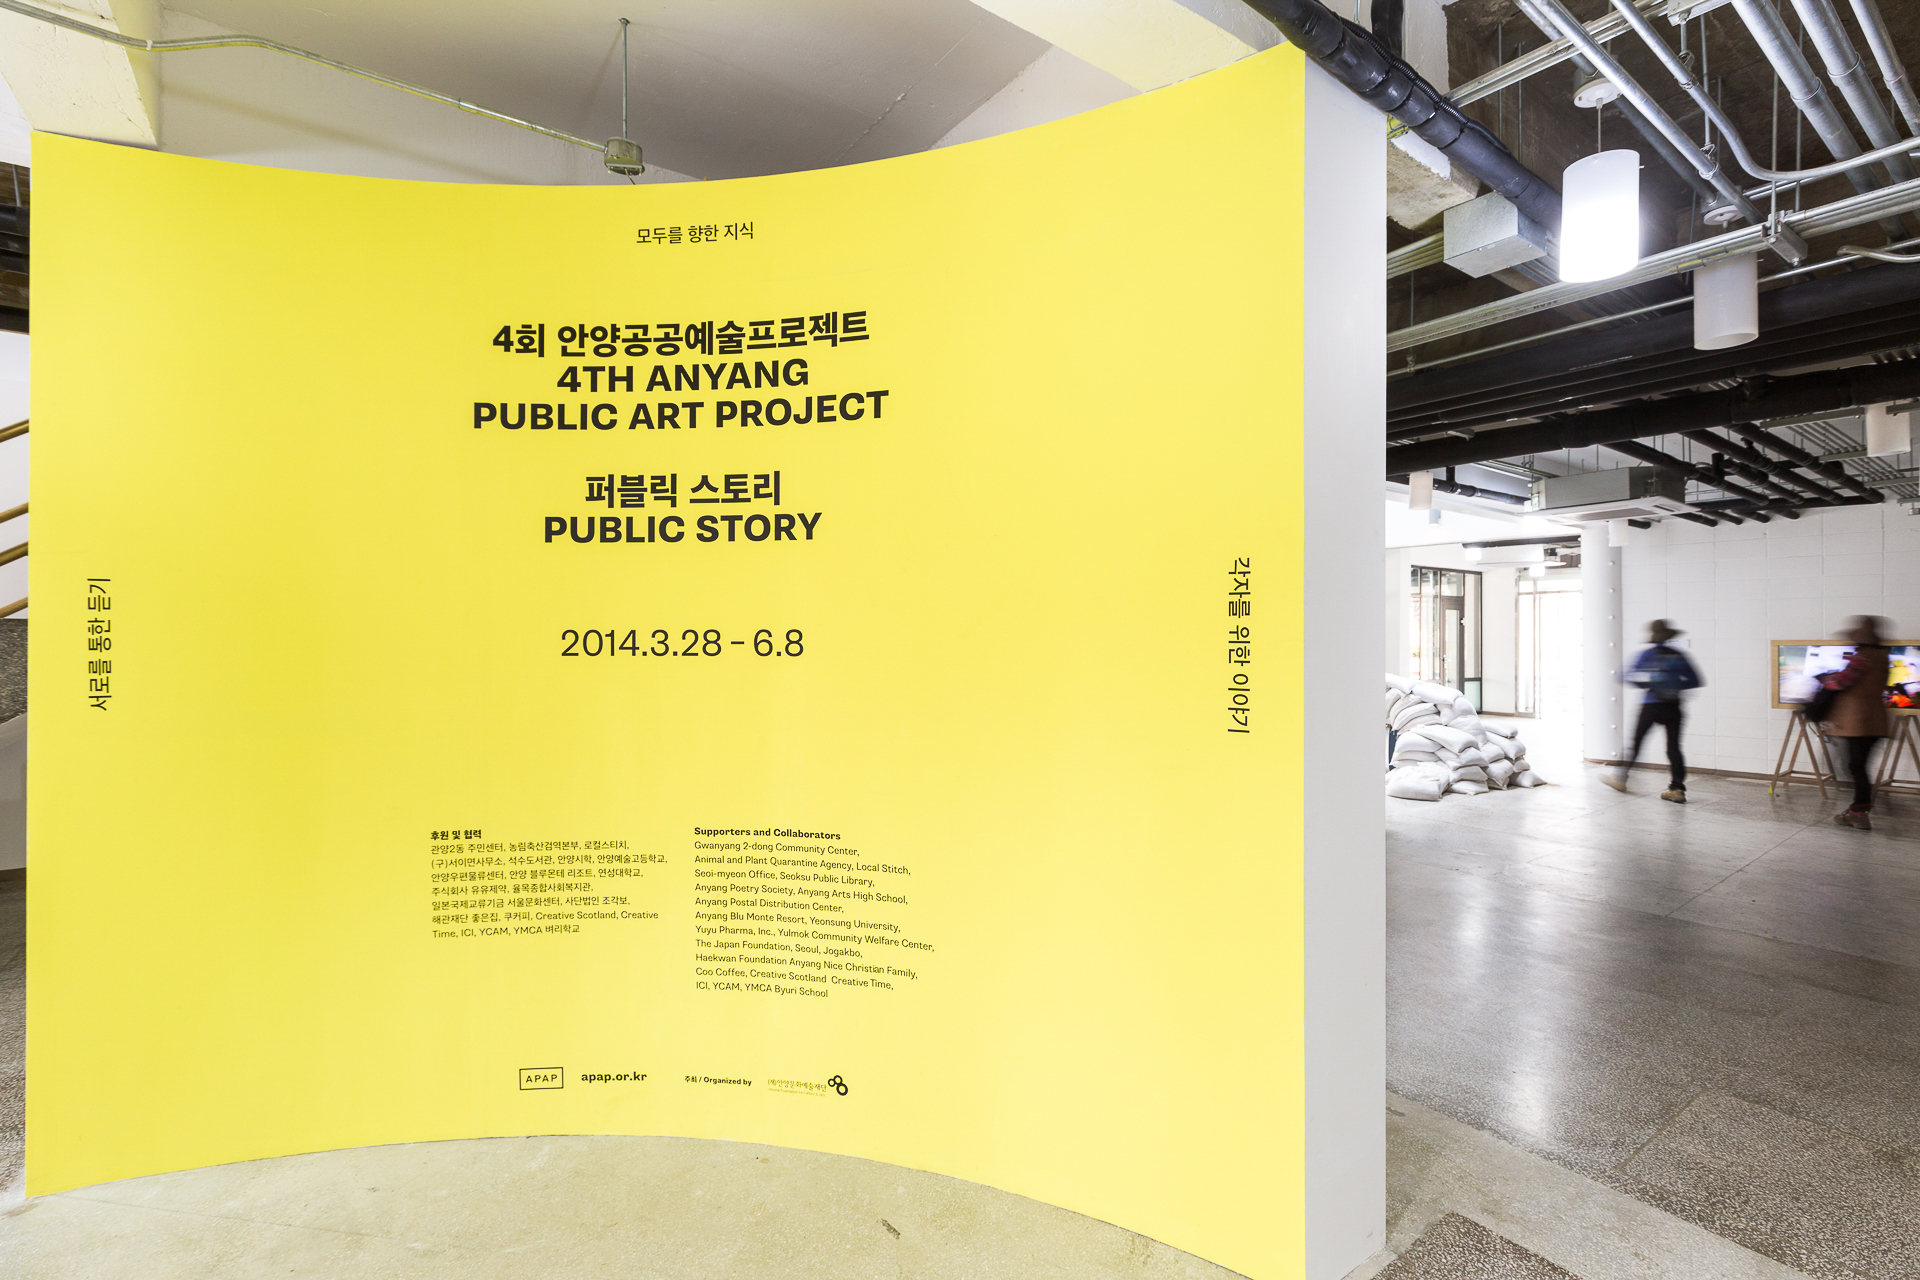 모두를 향한 지식
4회 안양공공예술프로젝트
4TH ANYANG
PUBLIC ART PROJECT
퍼블릭 스토리
PUBLIC STORY
2014.3.28 – 6.8
서로를 통한 듣기
각자를 위한 이야기
후원 및 협력
관양2동 주민센터, 농림축산검역본부, 로컬스티치,
(구)서이면사무소, 석수도서관, 안양시학, 안양예술고등학교,
안양우편물류센터, 안양 블루몬테 리조트, 연성대학교,
주식회사 유유제약, 율목종합사회복지관,
일본국제교류기금 서울문화센터, 사단법인 조각보,
해관재단 좋은집, 쿠커피, Creative Scotland, Creative
Time, ICI, YCAM, YMCA 벼리학교
Supporters and Collaborators
Gwanyang 2-dong Community Center,
Animal and Plant Quarantine Agency, Local Stitch,
Seoi-myeon Office, Seoksu Public Library,
Anyang Poetry Society, Anyang Arts High School,
Anyang Postal Distribution Center,
Anyang Blu Monte Resort, Yeonsung University,
Yuyu Pharma, Inc., Yulmok Community Welfare Center,
The Japan Foundation, Seoul, Jogakbo,
Haekwan Foundation Anyang Nice Christian Family,
Coo Coffee, Creative Scotland Creative Time,
ICI, YCAM, YMCA Byuri School
APAP
apap.or.kr
주최 / Organized by
(재)안양문화예술재단